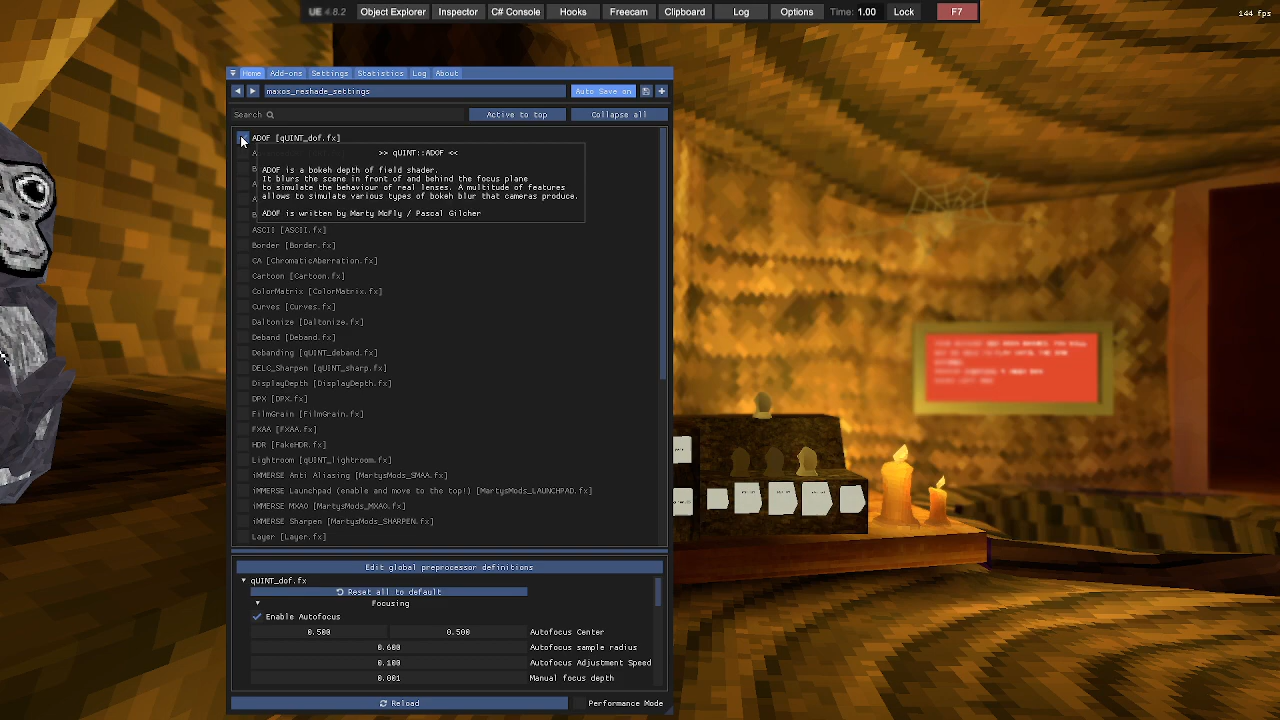 UE 4.8.2 Object Explorer Inspector C# Console Hooks Freecam Clipboard Log Options Time: 1.00 Lock F7
144 fps
Home Add-ons Settings Statistics Log About
maxos_reshade_settings Auto Save on
Search Active to top Collapse all
ADOF [qUINT_dof.fx]
>> qUINT::ADOF <<
ADOF is a bokeh depth of field shader.
It blurs the scene in front of and behind the focus plane
to simulate the behaviour of real lenses. A multitude of features
allows to simulate various types of bokeh blur that cameras produce.
ADOF is written by Marty McFly / Pascal Gilcher
ASCII [ASCII.fx]
Border [Border.fx]
CA [ChromaticAberration.fx]
Cartoon [Cartoon.fx]
ColorMatrix [ColorMatrix.fx]
Curves [Curves.fx]
Daltonize [Daltonize.fx]
Deband [Deband.fx]
Debanding [qUINT_deband.fx]
DELC_Sharpen [qUINT_sharp.fx]
DisplayDepth [DisplayDepth.fx]
DPX [DPX.fx]
FilmGrain [FilmGrain.fx]
FXAA [FXAA.fx]
HDR [FakeHDR.fx]
Lightroom [qUINT_lightroom.fx]
iMMERSE Anti Aliasing [MartysMods_SMAA.fx]
iMMERSE Launchpad (enable and move to the top!) [MartysMods_LAUNCHPAD.fx]
iMMERSE MXAO [MartysMods_MXAO.fx]
iMMERSE Sharpen [MartysMods_SHARPEN.fx]
Layer [Layer.fx]
Edit global preprocessor definitions
qUINT_dof.fx
Reset all to default
Focusing
Enable Autofocus
0.500 0.500 Autofocus Center
0.600 Autofocus sample radius
0.100 Autofocus Adjustment Speed
0.001 Manual focus depth
Reload Performance Mode